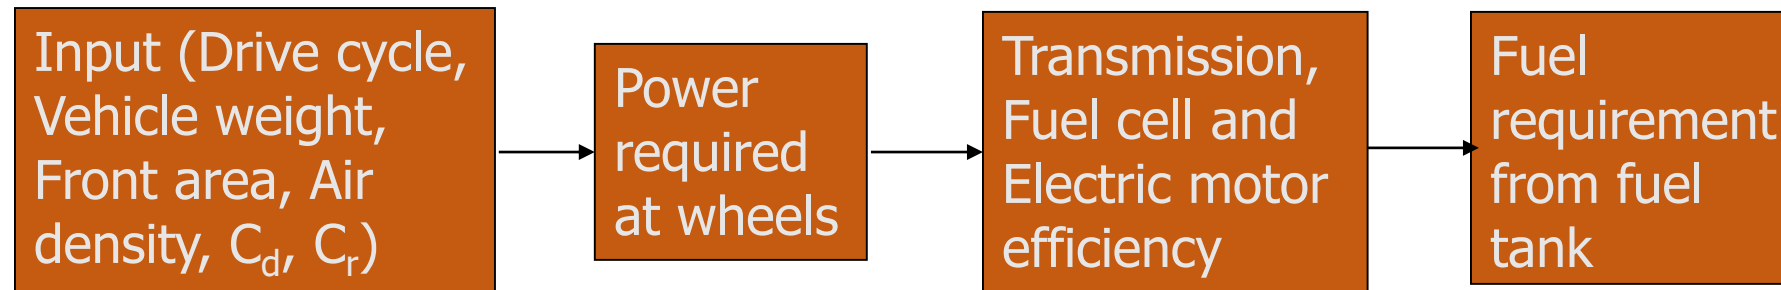 Input (Drive cycle,
Vehicle weight,
Front area, Air
density, Cd, Cr)
Power
required
at wheels
Transmission,
Fuel cell and
Electric motor
efficiency
Fuel
requirement
from fuel
tank